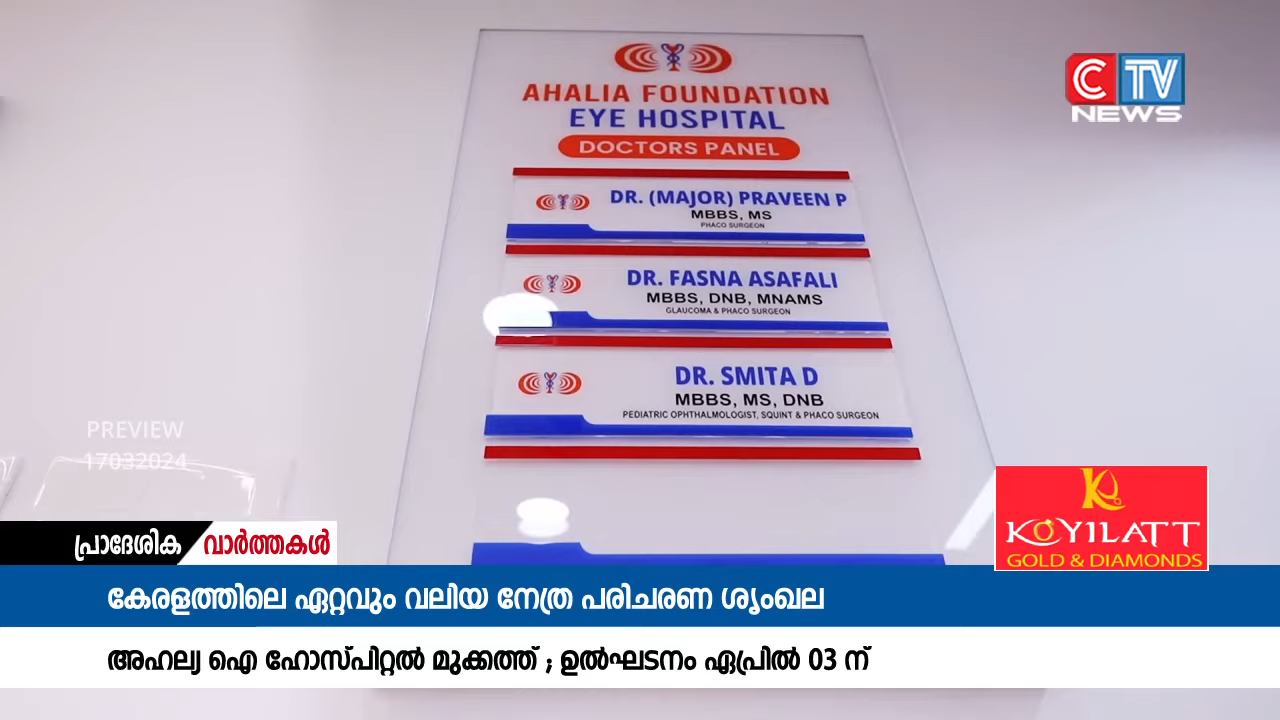 C TV
NEWS
AHALIA FOUNDATION
EYE HOSPITAL
DOCTORS PANEL
DR. (MAJOR) PRAVEEN P
MBBS, MS
PHACO SURGEON
DR. FASNA ASAFALI
MBBS, DNB, MNAMS
GLAUCOMA & PHACO SURGEON
DR. SMITA D
MBBS, MS, DNB
PEDIATRIC OPHTHALMOLOGIST, SQUINT & PHACO SURGEON
PREVIEW
17032024
KOYILATT
GOLD & DIAMONDS
പ്രാദേശിക വാർത്തകൾ
കേരളത്തിലെ ഏറ്റവും വലിയ നേത്ര പരിചരണ ശൃംഖല
അഹല്യ ഐ ഹോസ്പിറ്റൽ മുക്കത്ത് ; ഉൽഘടനം ഏപ്രിൽ 03 ന്